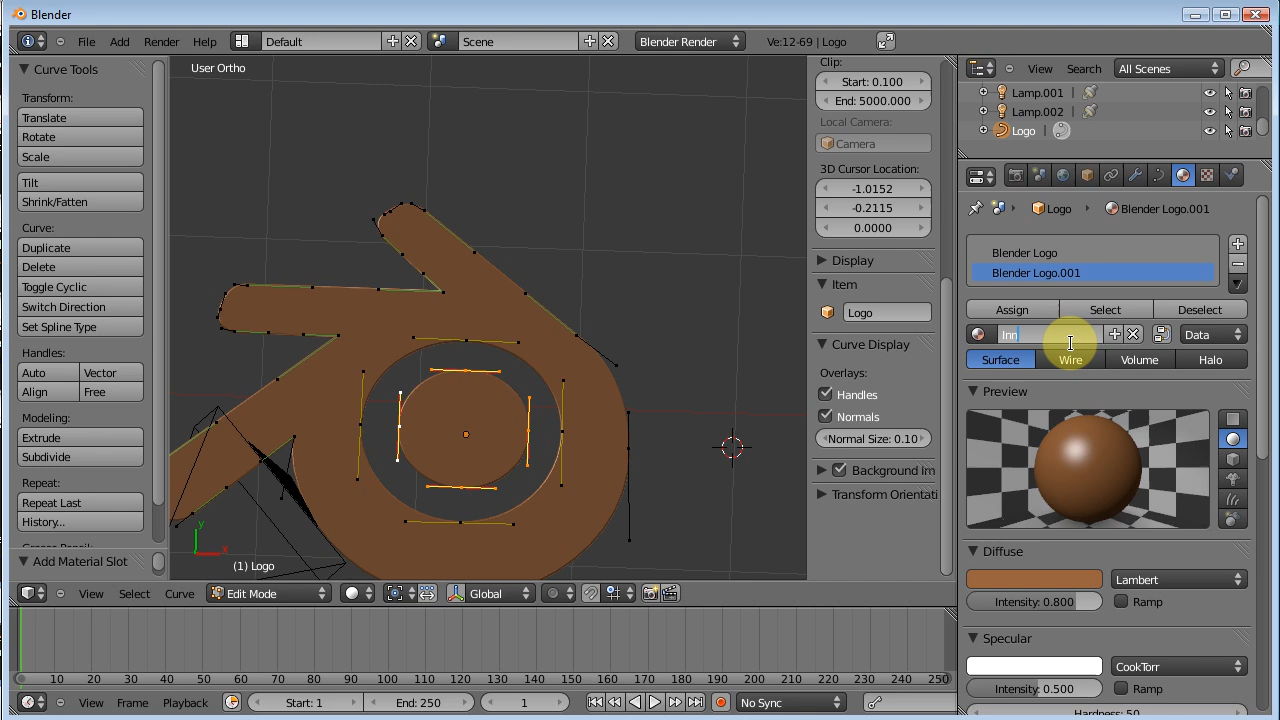 Blender
File Add Render Help Default Scene Blender Render Ve:12-69 | Logo
Curve Tools
Transform:
Translate
Rotate
Scale
Tilt
Shrink/Fatten
Curve:
Duplicate
Delete
Toggle Cyclic
Switch Direction
Set Spline Type
Handles:
Auto Vector
Align Free
Modeling:
Extrude
Subdivide
Repeat:
Repeat Last
History...
Add Material Slot
User Ortho
y
x
(1) Logo
Clip:
Start: 0.100
End: 5000.000
Local Camera:
Camera
3D Cursor Location:
-1.0152
-0.2115
0.0000
Display
Item
Logo
Curve Display
Overlays:
Handles
Normals
Normal Size: 0.10
Background Im
Transform Orientati
View Select Curve Edit Mode Global
10 20 30 40 50 60 70 80 90 100 110 120 130 140 150 160 170 180 190 200 210 220 230 240 250
View Frame Playback Start: 1 End: 250 1 No Sync
View Search All Scenes
Lamp.001
Lamp.002
Logo
Logo Blender Logo.001
Blender Logo
Blender Logo.001
Assign Select Deselect
Inn Data
Surface Wire Volume Halo
Preview
Diffuse
Lambert
Intensity: 0.800 Ramp
Specular
CookTorr
Intensity: 0.500 Ramp
Hardness: 50